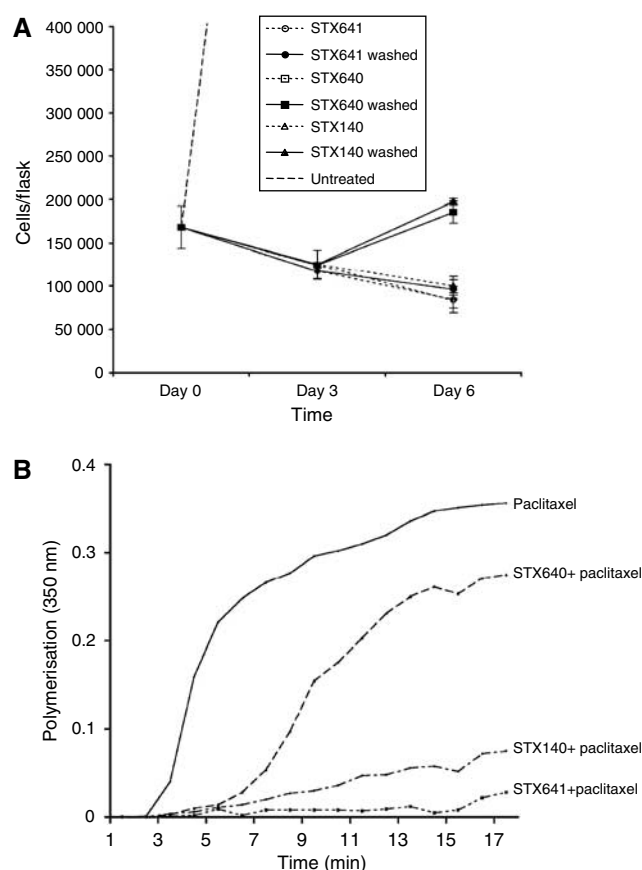 A
400 000
350 000
300 000
250 000
200 000
150 000
100 000
50 000
0
Cells/flask
STX641
STX641 washed
STX640
STX640 washed
STX140
STX140 washed
Untreated
Day 0 Day 3 Day 6
Time
B
0.4
0.3
0.2
0.1
0
Polymerisation (350 nm)
Paclitaxel
STX640+ paclitaxel
STX140+ paclitaxel
STX641+paclitaxel
1 3 5 7 9 11 13 15 17
Time (min)